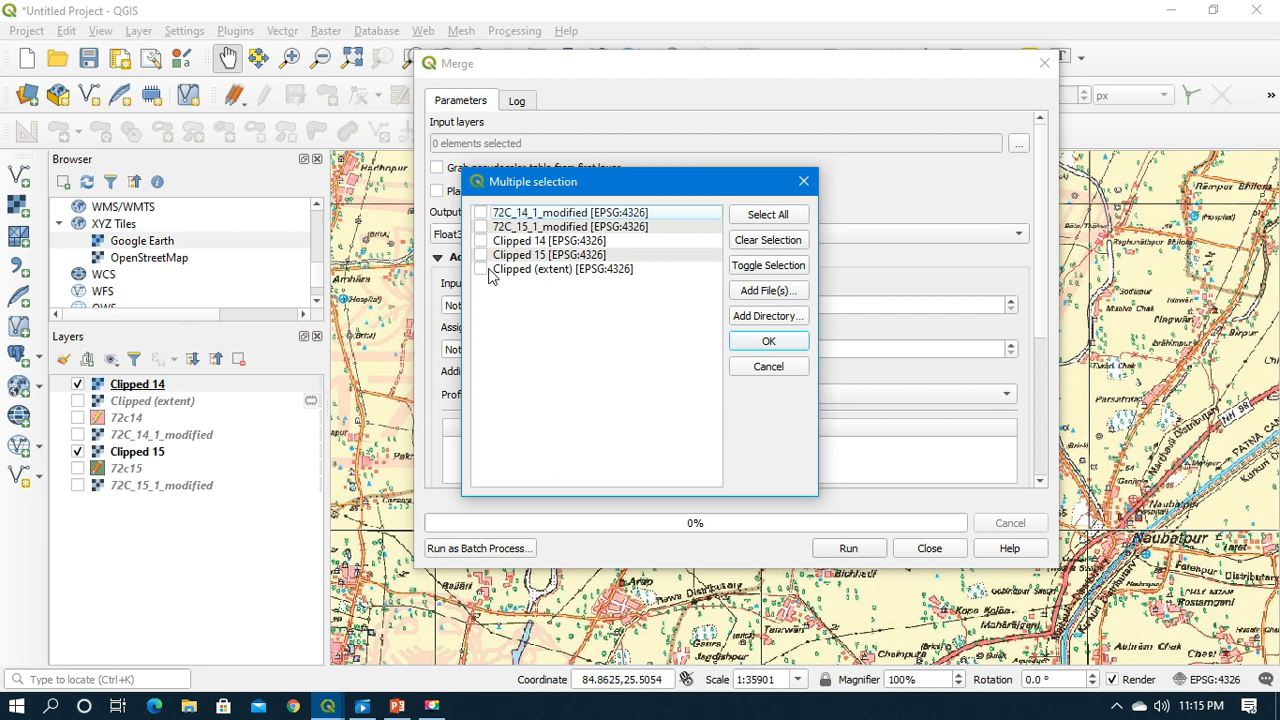 *Untitled Project - QGIS
Project Edit View Layer Settings Plugins Vector Raster Database Web Mesh Processing Help
px
»
Browser
WMS/WMTS
XYZ Tiles
Google Earth
OpenStreetMap
WCS
WFS
Layers
Clipped 14
Clipped (extent)
72c14
72C_14_1_modified
Clipped 15
72c15
72C_15_1_modified
Merge
Parameters
Log
Input layers
0 elements selected
...
Multiple selection
72C_14_1_modified [EPSG:4326]
72C_15_1_modified [EPSG:4326]
Clipped 14 [EPSG:4326]
Clipped 15 [EPSG:4326]
Clipped (extent) [EPSG:4326]
Select All
Clear Selection
Toggle Selection
Add File(s)...
Add Directory...
OK
Cancel
0%
Cancel
Run as Batch Process...
Run
Close
Help
Naubatpur
Arap
NH 98
Type to locate (Ctrl+K)
Coordinate 84.8625,25.5054 Scale 1:35901 Magnifier 100% Rotation 0.0 ° Render EPSG:4326
11:15 PM